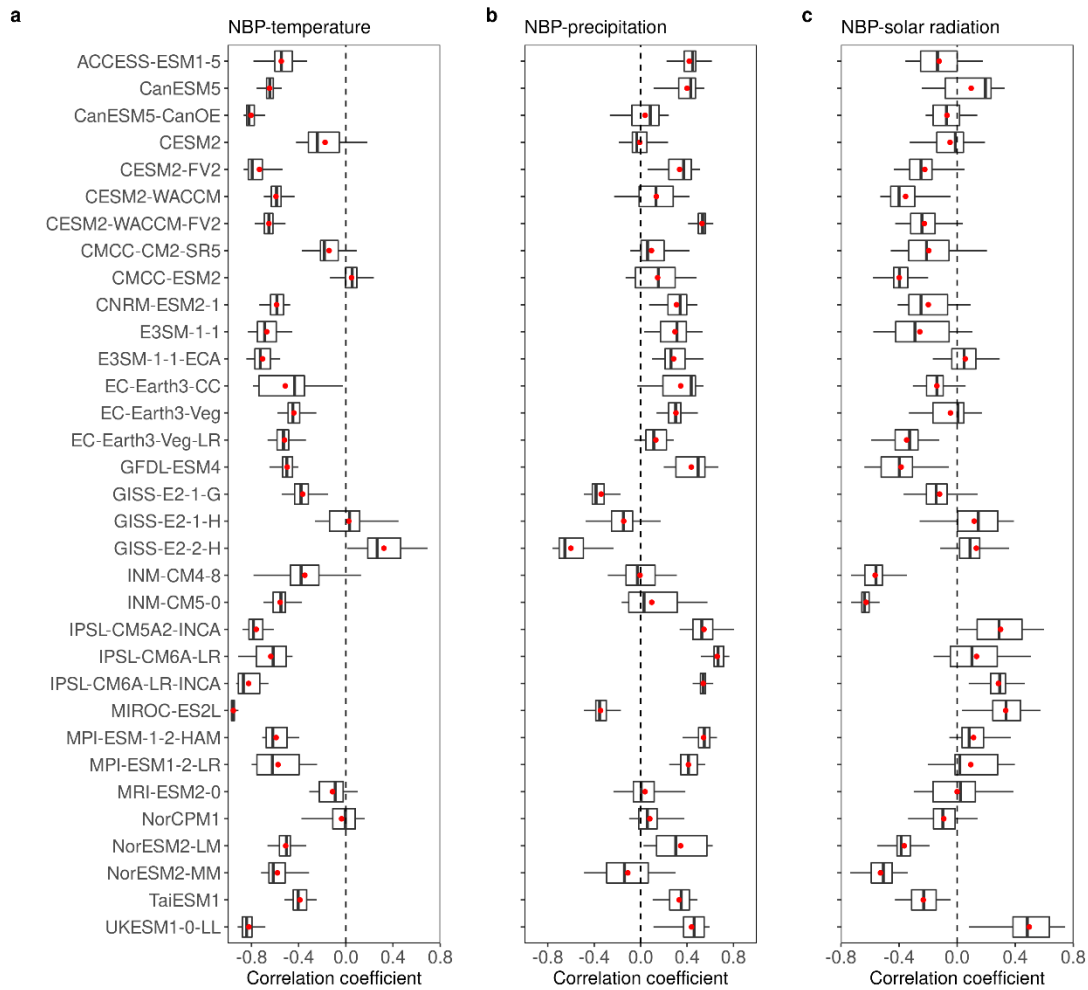 a
b
c
NBP-temperature
NBP-precipitation
NBP-solar radiation
ACCESS-ESM1-5
CanESM5
CanESM5-CanOE
CESM2
CESM2-FV2
CESM2-WACCM
CESM2-WACCM-FV2
CMCC-CM2-SR5
CMCC-ESM2
CNRM-ESM2-1
E3SM-1-1
E3SM-1-1-ECA
EC-Earth3-CC
EC-Earth3-Veg
EC-Earth3-Veg-LR
GFDL-ESM4
GISS-E2-1-G
GISS-E2-1-H
GISS-E2-2-H
INM-CM4-8
INM-CM5-0
IPSL-CM5A2-INCA
IPSL-CM6A-LR
IPSL-CM6A-LR-INCA
MIROC-ES2L
MPI-ESM-1-2-HAM
MPI-ESM1-2-LR
MRI-ESM2-0
NorCPM1
NorESM2-LM
NorESM2-MM
TaiESM1
UKESM1-0-LL
-0.8 -0.4 0.0 0.4 0.8
-0.8 -0.4 0.0 0.4 0.8
-0.8 -0.4 0.0 0.4 0.8
Correlation coefficient
Correlation coefficient
Correlation coefficient